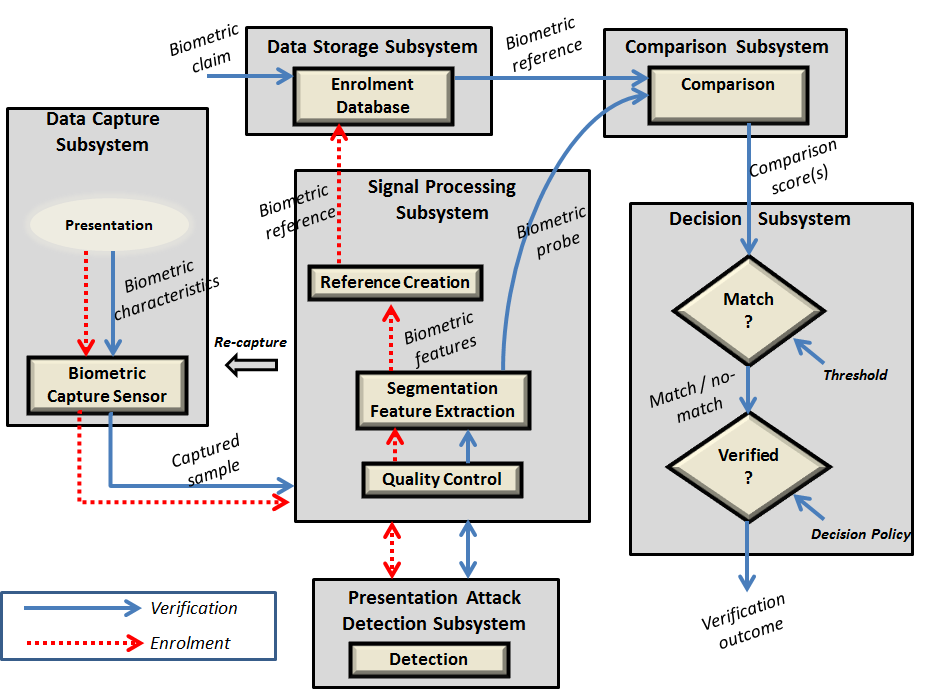 Biometric
claim
Data Storage Subsystem
Enrolment
Database
Biometric
reference
Comparison Subsystem
Comparison
Data Capture
Subsystem
Presentation
Biometric
characteristics
Biometric
Capture Sensor
Captured
sample
Re-capture
Biometric
reference
Signal Processing
Subsystem
Reference Creation
Biometric
features
Segmentation
Feature Extraction
Quality Control
Biometric
probe
Comparison
score(s)
Decision Subsystem
Match
?
Threshold
Match / no-
match
Verified
?
Decision Policy
Verification
outcome
Presentation Attack
Detection Subsystem
Detection
Verification
Enrolment